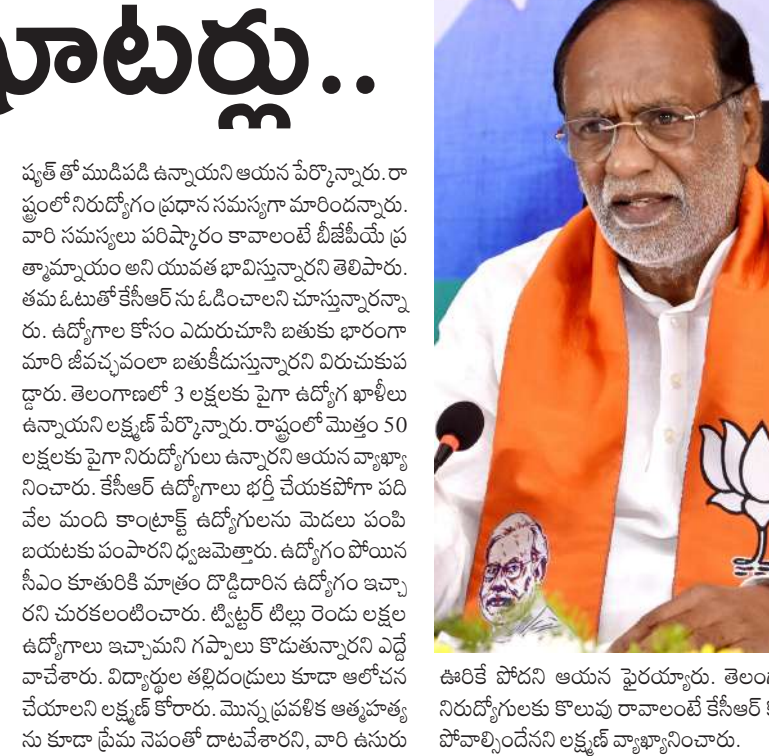 టర్లు..
ష్యత్ తో ముడిపడి ఉన్నాయని ఆయన పేర్కొన్నారు. రా
ష్ట్రంలో నిరుద్యోగం ప్రధాన సమస్యగా మారిందన్నారు.
వారి సమస్యలు పరిష్కారం కావాలంటే బీజేపీయే ప్ర
త్మామ్నాయం అని యువత భావిస్తున్నారని తెలిపారు.
తమ ఓటుతో కేసీఆర్ ను ఓడించాలని చూస్తున్నారన్నా
రు. ఉద్యోగాల కోసం ఎదురుచూసి బతుకు భారంగా
మారి జీవచ్ఛవంలా బతుకీడుస్తున్నారని విరుచుకుప
డ్డారు. తెలంగాణలో 3 లక్షలకు పైగా ఉద్యోగ ఖాళీలు
ఉన్నాయని లక్ష్మణ్ పేర్కొన్నారు. రాష్ట్రంలో మొత్తం 50
లక్షలకు పైగా నిరుద్యోగులు ఉన్నారని ఆయన వ్యాఖ్యా
నించారు. కేసీఆర్ ఉద్యోగాలు భర్తీ చేయకపోగా పది
వేల మంది కాంట్రాక్ట్ ఉద్యోగులను మెడలు పంపి
బయటకు పంపారని ధ్వజమెత్తారు. ఉద్యోగం పోయిన
సీఎం కూతురికి మాత్రం దొడ్డిదారిన ఉద్యోగం ఇచ్చా
రని చురకలంటించారు. ట్విట్టర్ టిల్లు రెండు లక్షల
ఉద్యోగాలు ఇచ్చామని గప్పాలు కొడుతున్నారని ఎద్దే
వాచేశారు. విద్యార్థుల తల్లిదండ్రులు కూడా ఆలోచన
చేయాలని లక్ష్మణ్ కోరారు. మొన్న ప్రవళిక ఆత్మహత్య
ను కూడా ప్రేమ నెపంతో దాటవేశారని, వారి ఉసురు
ఊరికే పోదని ఆయన ఫైరయ్యారు.
నిరుద్యోగులకు కొలువు రావాలంటే కేసీఆర్
పోవాల్సిందేనని లక్ష్మణ్ వ్యాఖ్యానించారు.